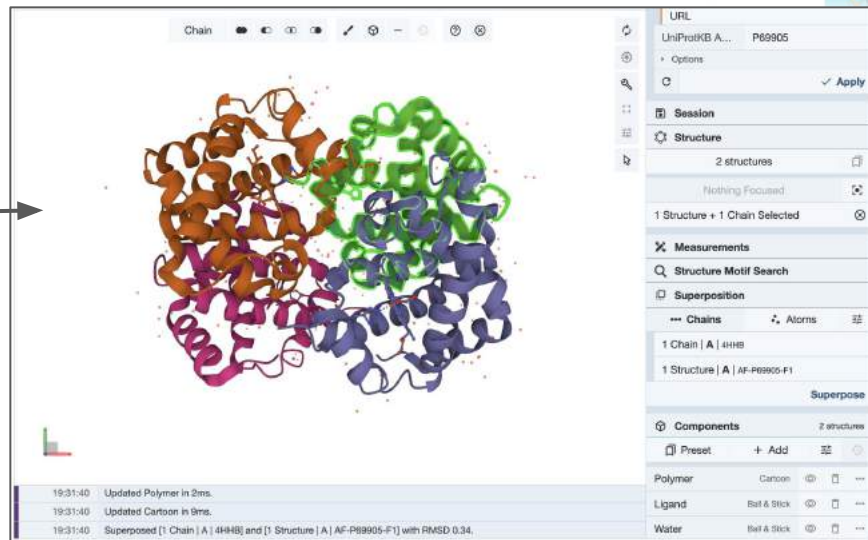 Chain
URL
UniProtKB A... P69905
Options
Apply
Session
Structure
2 structures
Nothing Focused
1 Structure + 1 Chain Selected
Measurements
Structure Motif Search
Superposition
Chains Atoms
1 Chain | A | 4HHB
1 Structure | A | AF-P69905-F1
Superpose
Components 2 structures
Preset + Add
Polymer Cartoon
Ligand Ball & Stick
Water Ball & Stick
19:31:40 Updated Polymer in 2ms.
19:31:40 Updated Cartoon in 9ms.
19:31:40 Superposed [1 Chain | A | 4HHB] and [1 Structure | A | AF-P69905-F1] with RMSD 0.34.